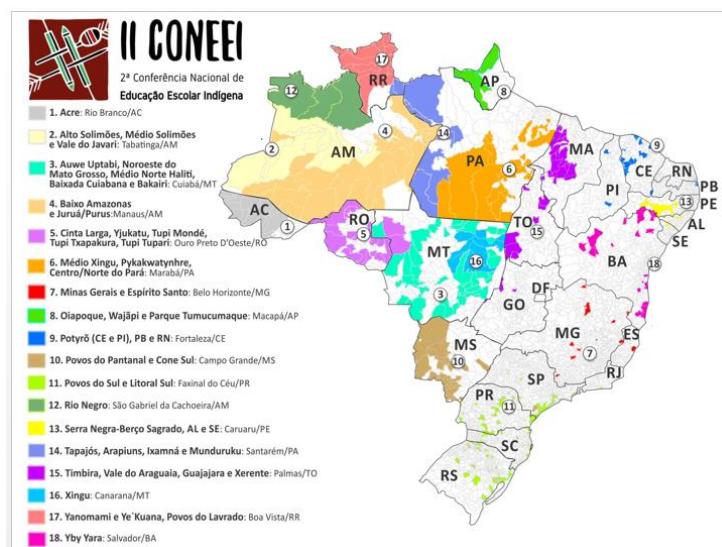 II CONEEI
2ª Conferência Nacional de
Educação Escolar Indígena
1. Acre: Rio Branco/AC
2. Alto Solimões, Médio Solimões
e Vale do Javari: Tabatinga/AM
3. Auwe Uptabi, Noroeste do
Mato Grosso, Médio Norte Haliti,
Baixada Cuiabana e Bakairi: Cuiabá/MT
4. Baixo Amazonas
e Juruá/Purus: Manaus/AM
5. Cinta Larga, Yjukatu, Tupi Mondé,
Tupi Txapakura, Tupi Tupari: Ouro Preto D'Oeste/RO
6. Médio Xingu, Pykakwatynhre,
Centro/Norte do Pará: Marabá/PA
7. Minas Gerais e Espírito Santo: Belo Horizonte/MG
8. Oiapoque, Wajãpi e Parque Tumucumaque: Macapá/AP
9. Potyrõ (CE e PI), PB e RN: Fortaleza/CE
10. Povos do Pantanal e Cone Sul: Campo Grande/MS
11. Povos do Sul e Litoral Sul: Faxinal do Céu/PR
12. Rio Negro: São Gabriel da Cachoeira/AM
13. Serra Negra-Berço Sagrado, AL e SE: Caruaru/PE
14. Tapajós, Arapiuns, Ixamná e Munduruku: Santarém/PA
15. Timbira, Vale do Araguaia, Guajajara e Xerente: Palmas/TO
16. Xingu: Canarana/MT
17. Yanomami e Ye`Kuana, Povos do Lavrado: Boa Vista/RR
18. Yby Yara: Salvador/BA
17
RR
AP
8
12
4
14
9
2
AM
PA
MA
CE
RN
6
PB
PI
PE
AC
RO
TO
13
AL
1
5
15
SE
MT
16
BA
18
3
DF
GO
MS
MG
ES
10
7
SP
RJ
PR
11
SC
RS